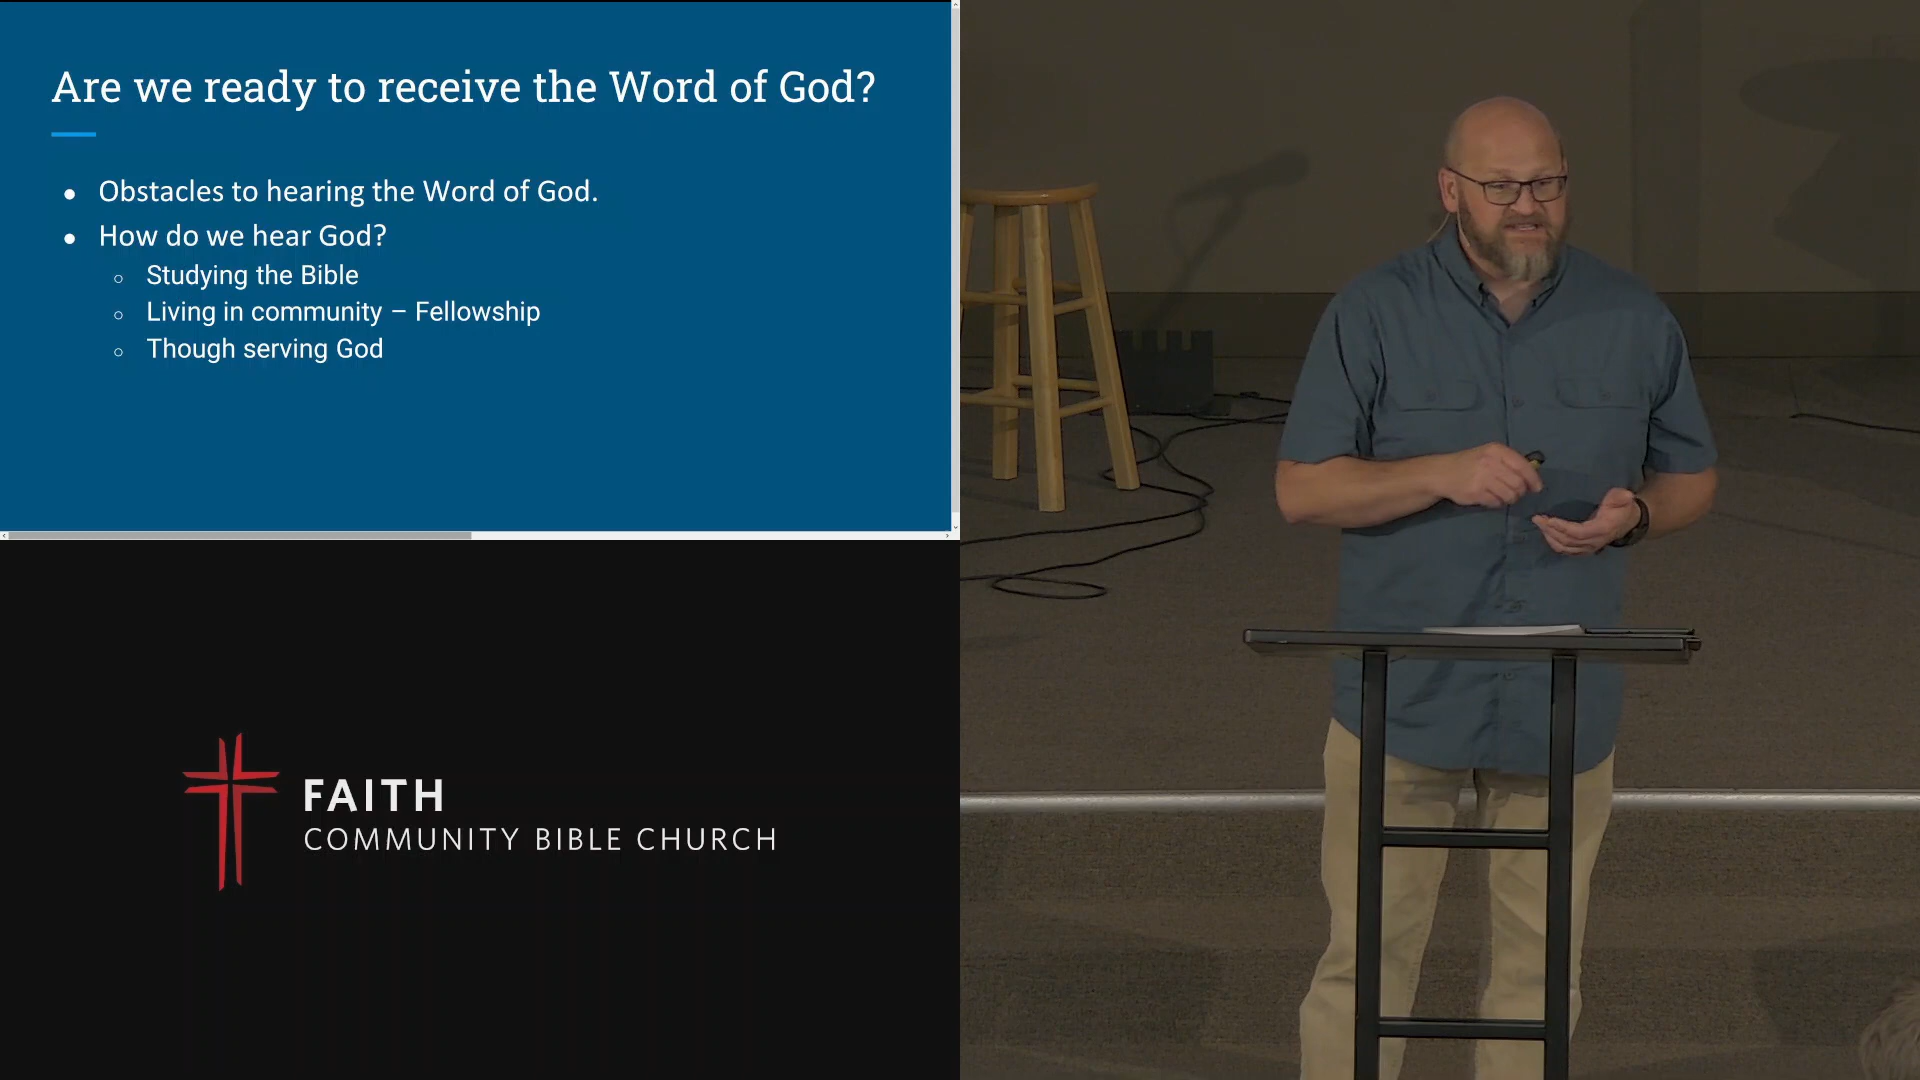 Are we ready to receive the Word of God?
● Obstacles to hearing the Word of God.
● How do we hear God?
○ Studying the Bible
○ Living in community – Fellowship
○ Though serving God
FAITH
COMMUNITY BIBLE CHURCH